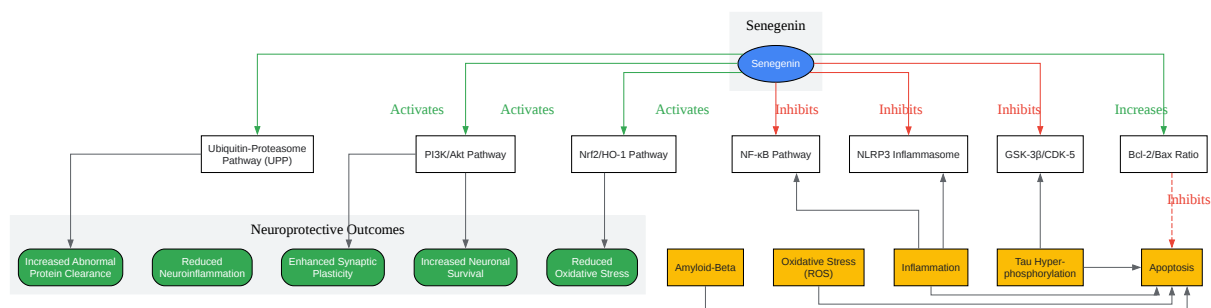 Senegenin
Senegenin
Activates
Activates
Activates
Inhibits
Inhibits
Inhibits
Increases
Ubiquitin-Proteasome
Pathway (UPP)
PI3K/Akt Pathway
Nrf2/HO-1 Pathway
NF-κB Pathway
NLRP3 Inflammasome
GSK-3β/CDK-5
Bcl-2/Bax Ratio
Inhibits
Neuroprotective Outcomes
Increased Abnormal
Protein Clearance
Reduced
Neuroinflammation
Enhanced Synaptic
Plasticity
Increased Neuronal
Survival
Reduced
Oxidative Stress
Amyloid-Beta
Oxidative Stress
(ROS)
Inflammation
Tau Hyper-
phosphorylation
Apoptosis